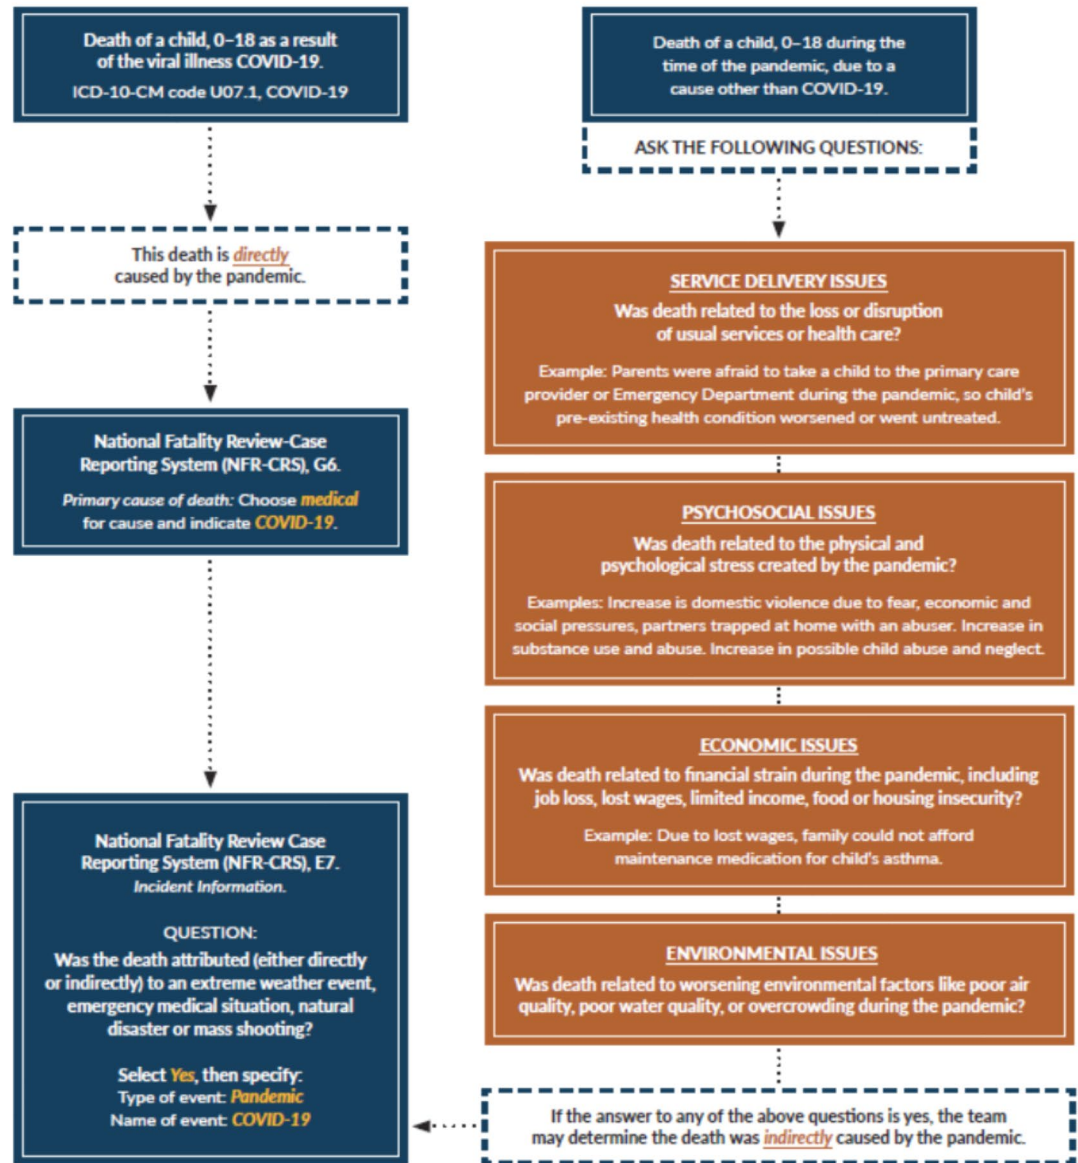 Death of a child, 0–18 as a result
of the viral illness COVID-19.
ICD-10-CM code U07.1, COVID-19
This death is directly
caused by the pandemic.
National Fatality Review-Case
Reporting System (NFR-CRS), G6.
Primary cause of death: Choose medical
for cause and indicate COVID-19.
National Fatality Review Case
Reporting System (NFR-CRS), E7.
Incident Information.
QUESTION:
Was the death attributed (either directly
or indirectly) to an extreme weather event,
emergency medical situation, natural
disaster or mass shooting?
Select Yes, then specify:
Type of event: Pandemic
Name of event: COVID-19
Death of a child, 0–18 during the
time of the pandemic, due to a
cause other than COVID-19.
ASK THE FOLLOWING QUESTIONS:
SERVICE DELIVERY ISSUES
Was death related to the loss or disruption
of usual services or health care?
Example: Parents were afraid to take a child to the primary care
provider or Emergency Department during the pandemic, so child's
pre-existing health condition worsened or went untreated.
PSYCHOSOCIAL ISSUES
Was death related to the physical and
psychological stress created by the pandemic?
Examples: Increase is domestic violence due to fear, economic and
social pressures, partners trapped at home with an abuser. Increase in
substance use and abuse. Increase in possible child abuse and neglect.
ECONOMIC ISSUES
Was death related to financial strain during the pandemic, including
job loss, lost wages, limited income, food or housing insecurity?
Example: Due to lost wages, family could not afford
maintenance medication for child's asthma.
ENVIRONMENTAL ISSUES
Was death related to worsening environmental factors like poor air
quality, poor water quality, or overcrowding during the pandemic?
If the answer to any of the above questions is yes, the team
may determine the death was indirectly caused by the pandemic.